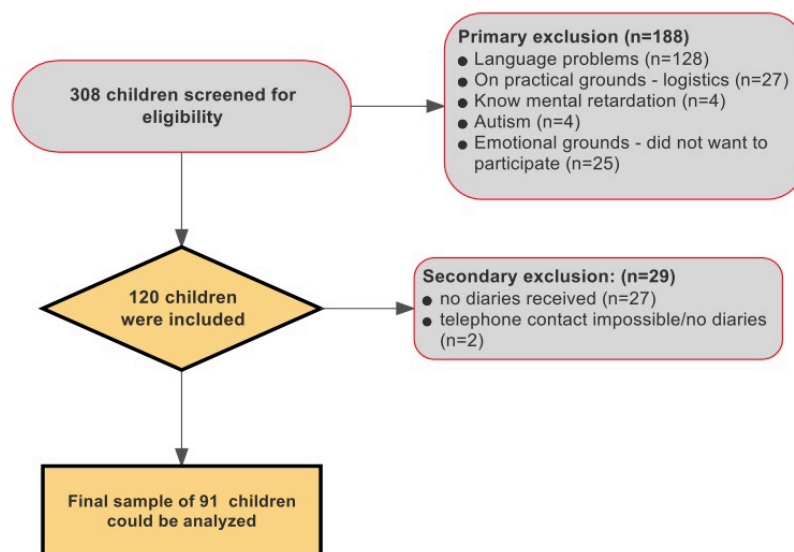 308 children screened for
eligibility
Primary exclusion (n=188)
● Language problems (n=128)
● On practical grounds - logistics (n=27)
● Know mental retardation (n=4)
● Autism (n=4)
● Emotional grounds - did not want to
participate (n=25)
120 children
were included
Secondary exclusion: (n=29)
● no diaries received (n=27)
● telephone contact impossible/no diaries
(n=2)
Final sample of 91 children
could be analyzed